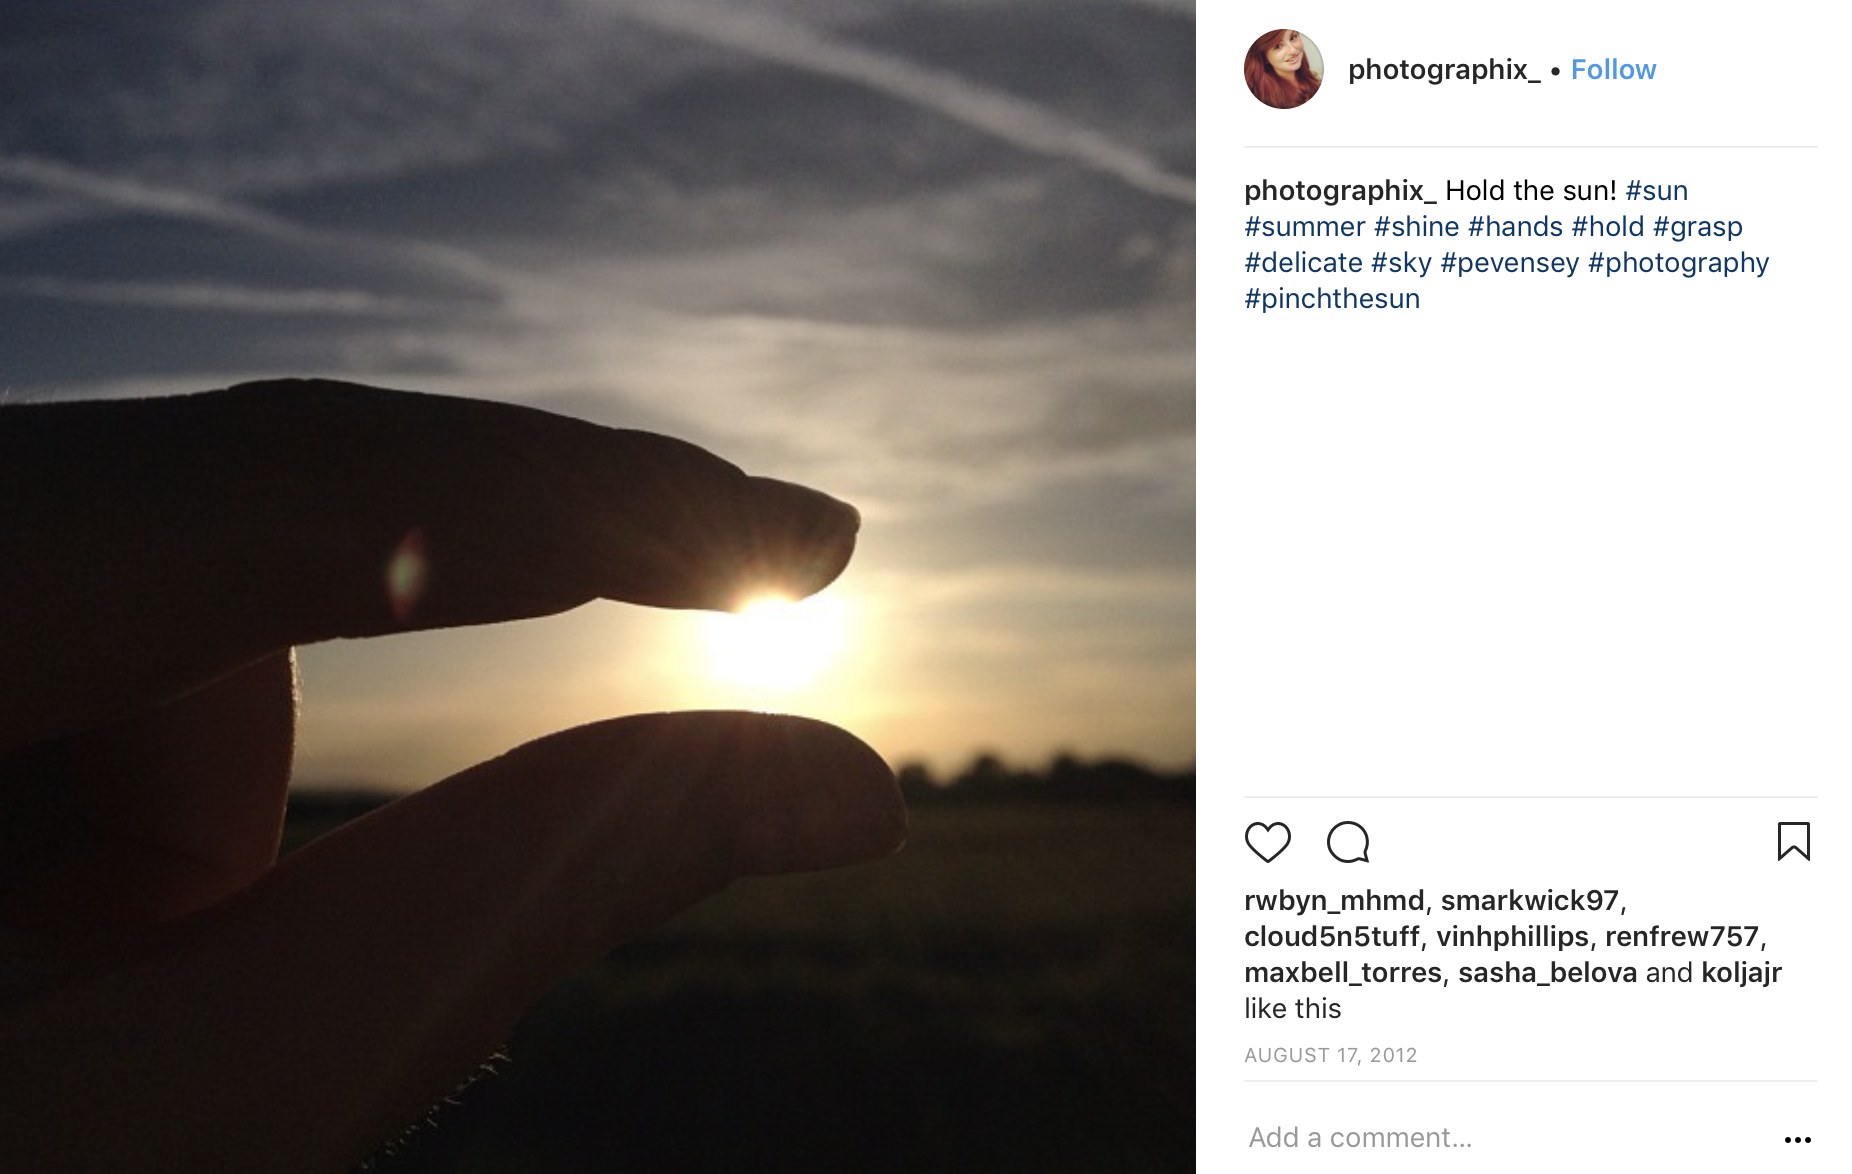 photographix_ • Follow
photographix_ Hold the sun! #sun
#summer #shine #hands #hold #grasp
#delicate #sky #pevensey #photography
#pinchthesun
rwbyn_mhmd, smarkwick97,
cloud5n5tuff, vinhphillips, renfrew757,
maxbell_torres, sasha_belova and koljajr
like this
AUGUST 17, 2012
Add a comment...